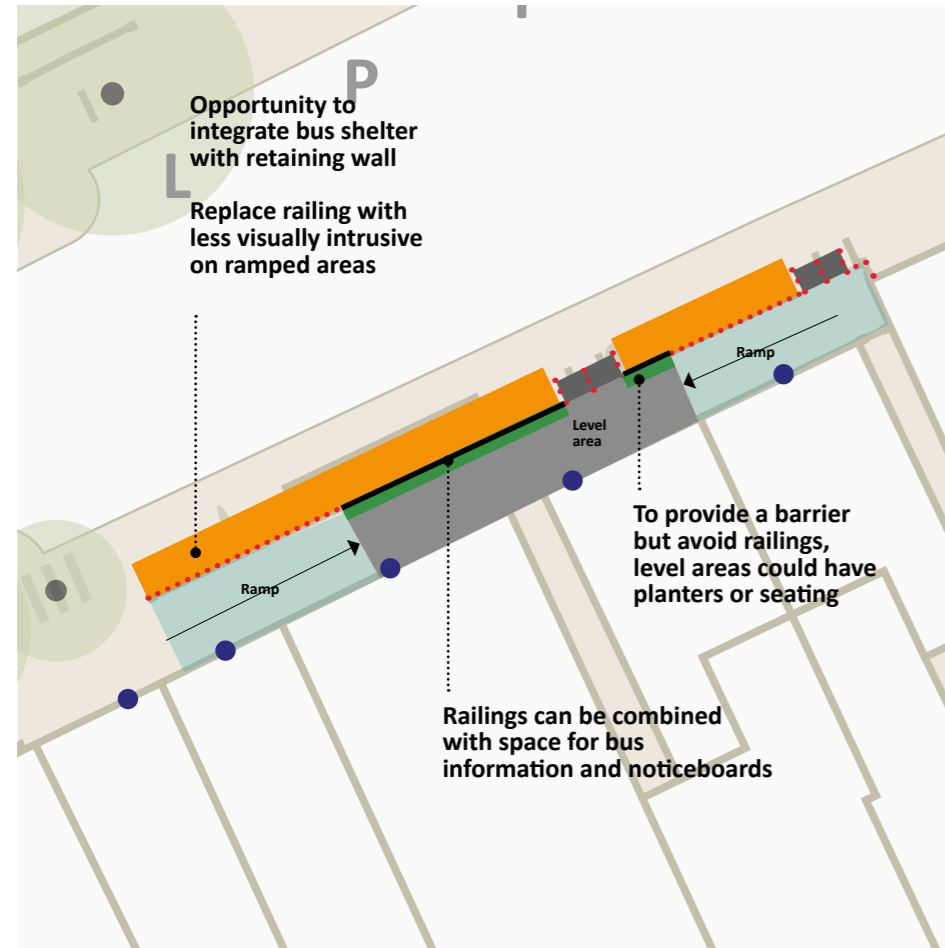 P
Opportunity to
integrate bus shelter
with retaining wall
L
Replace railing with
less visually intrusive
on ramped areas
Ramp
Level
area
To provide a barrier
but avoid railings,
level areas could have
planters or seating
Ramp
Railings can be combined
with space for bus
information and noticeboards